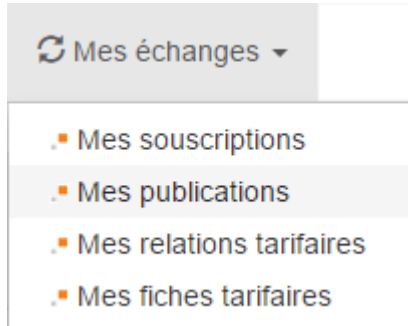 Mes échanges
Mes souscriptions
Mes publications
Mes relations tarifaires
Mes fiches tarifaires